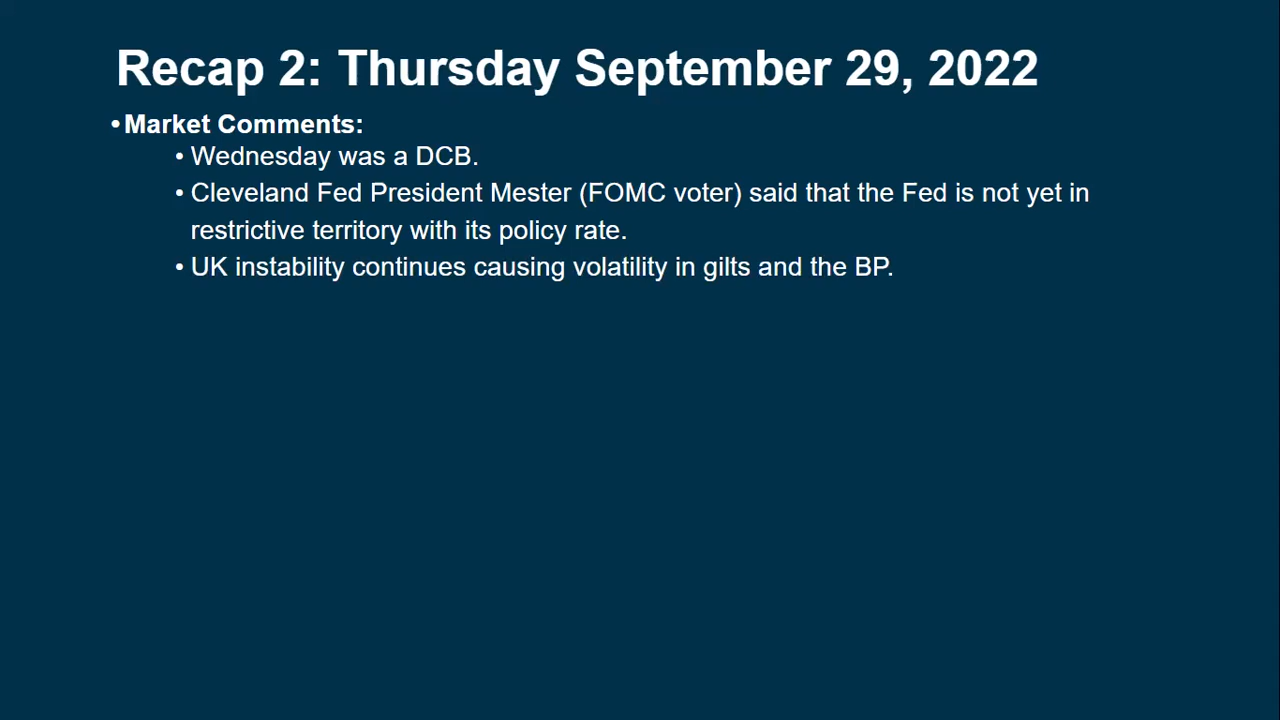 Recap 2: Thursday September 29, 2022
•Market Comments:
• Wednesday was a DCB.
• Cleveland Fed President Mester (FOMC voter) said that the Fed is not yet in
restrictive territory with its policy rate.
• UK instability continues causing volatility in gilts and the BP.